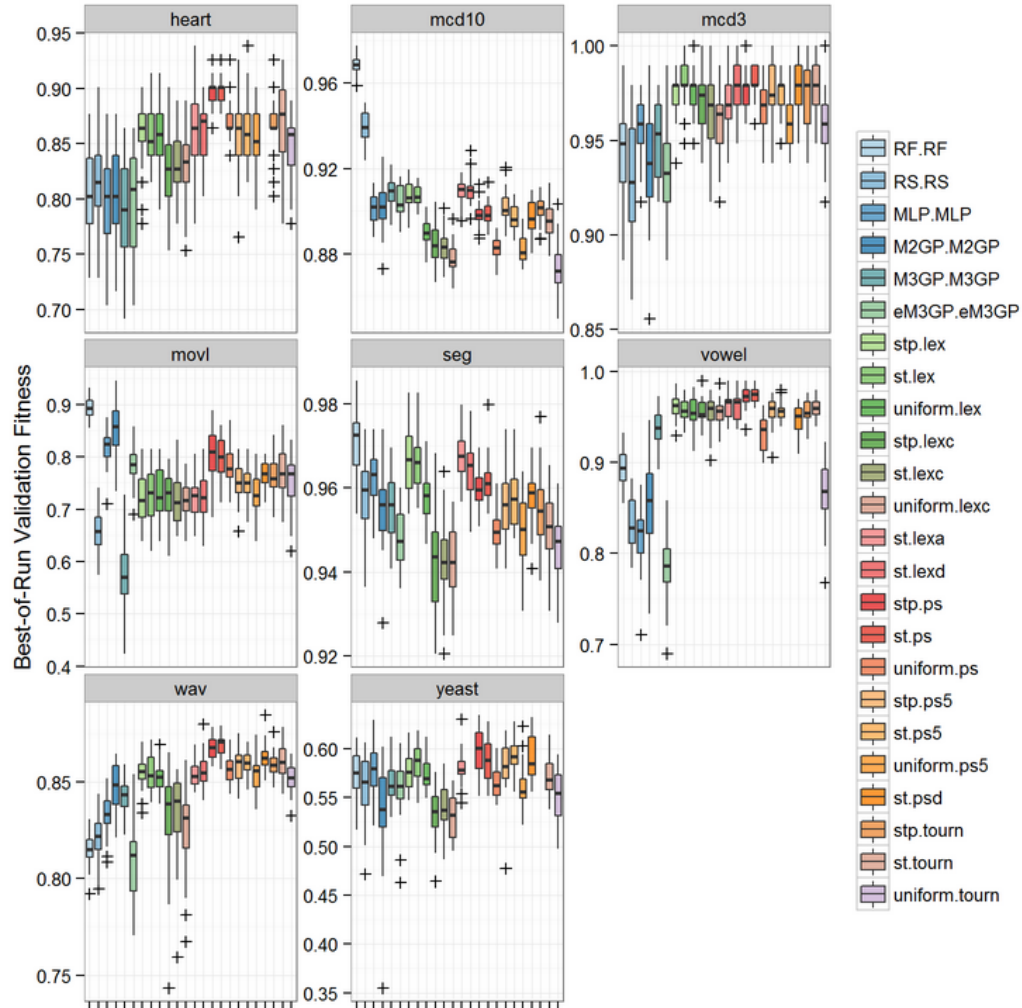 heart
mcd10
mcd3
0.95
0.90
0.85
0.80
0.75
0.70
0.96
0.92
0.88
1.00
0.95
0.90
0.85
movl
seg
vowel
0.9
0.8
0.7
0.6
0.5
0.4
0.98
0.96
0.94
0.92
1.0
0.9
0.8
0.7
wav
yeast
0.85
0.80
0.75
0.60
0.55
0.50
0.45
0.40
0.35
Best-of-Run Validation Fitness
RF.RF
RS.RS
MLP.MLP
M2GP.M2GP
M3GP.M3GP
eM3GP.eM3GP
stp.lex
st.lex
uniform.lex
stp.lexc
st.lexc
uniform.lexc
st.lexa
st.lexd
stp.ps
st.ps
uniform.ps
stp.ps5
st.ps5
uniform.ps5
st.psd
stp.tourn
st.tourn
uniform.tourn